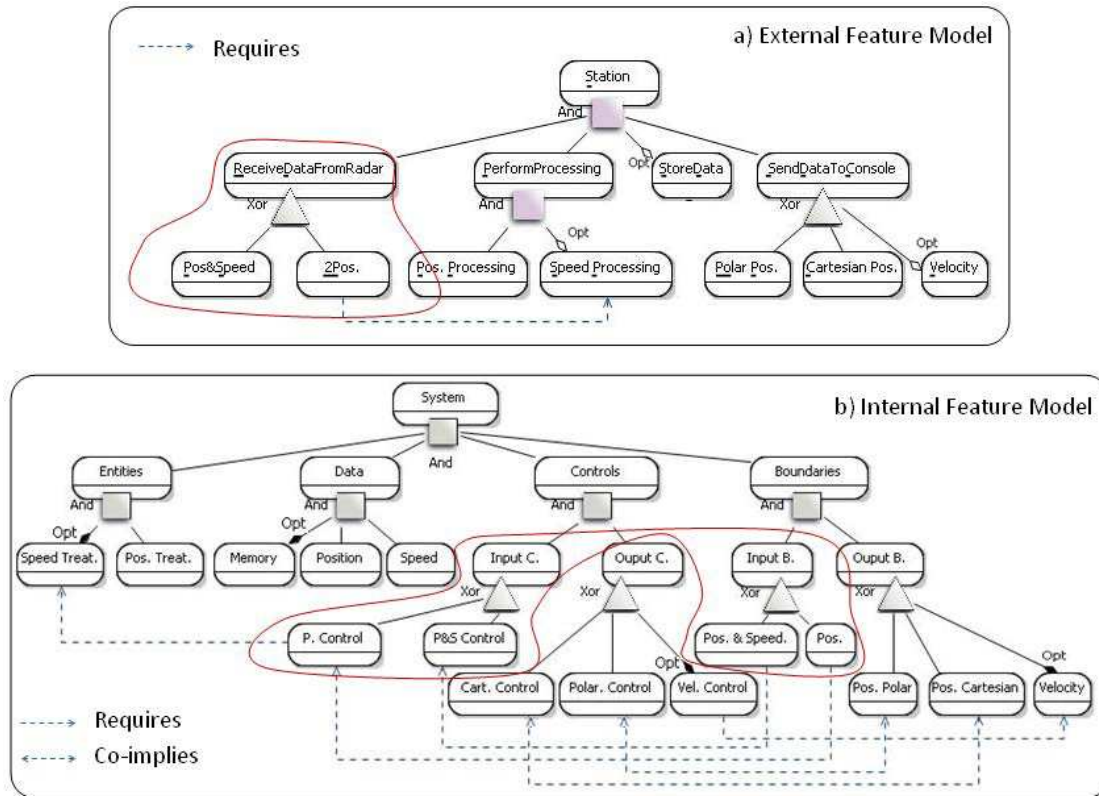 Requires
a) External Feature Model
Station
And
Opt
ReceiveDataFromRadar
PerformProcessing
StoreData
SendDataToConsole
Xor
And
Xor
Opt
Opt
Pos&Speed
2Pos.
Pos. Processing
Speed Processing
Polar Pos.
Cartesian Pos.
Velocity
System
b) Internal Feature Model
And
Entities
Data
Controls
Boundaries
And
And
And
And
Opt
Opt
Speed Treat.
Pos. Treat.
Memory
Position
Speed
Input C.
Ouput C.
Input B.
Ouput B.
Xor
Xor
Xor
Xor
P. Control
P&S Control
Pos. & Speed.
Pos.
Opt
Opt
Cart. Control
Polar. Control
Vel. Control
Pos. Polar
Pos. Cartesian
Velocity
Requires
Co-implies